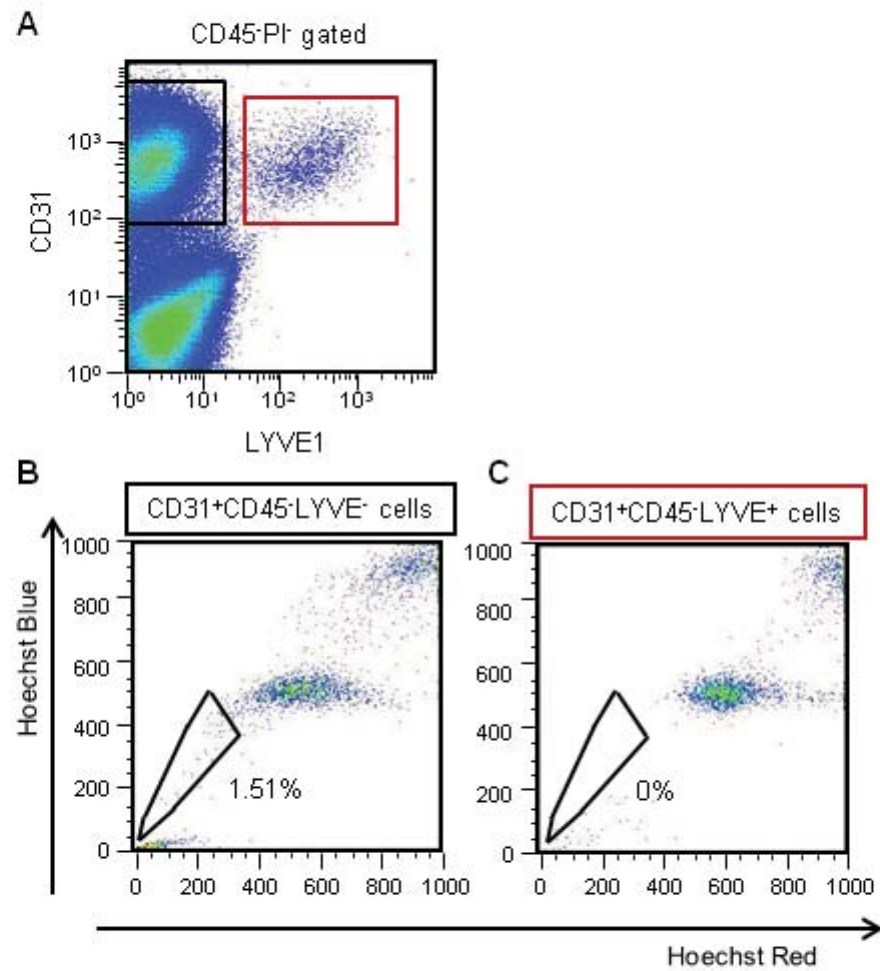 A
CD45⁻PI⁻ gated
CD31
10³
10²
10¹
10⁰
10⁰ 10¹ 10² 10³
LYVE1
B
CD31⁺CD45⁻LYVE⁻ cells
C
CD31⁺CD45⁻LYVE⁺ cells
Hoechst Blue
1000
800
600
400
200
0
1.51%
0 200 400 600 800 1000
1000
800
600
400
200
0
0%
0 200 400 600 800 1000
Hoechst Red